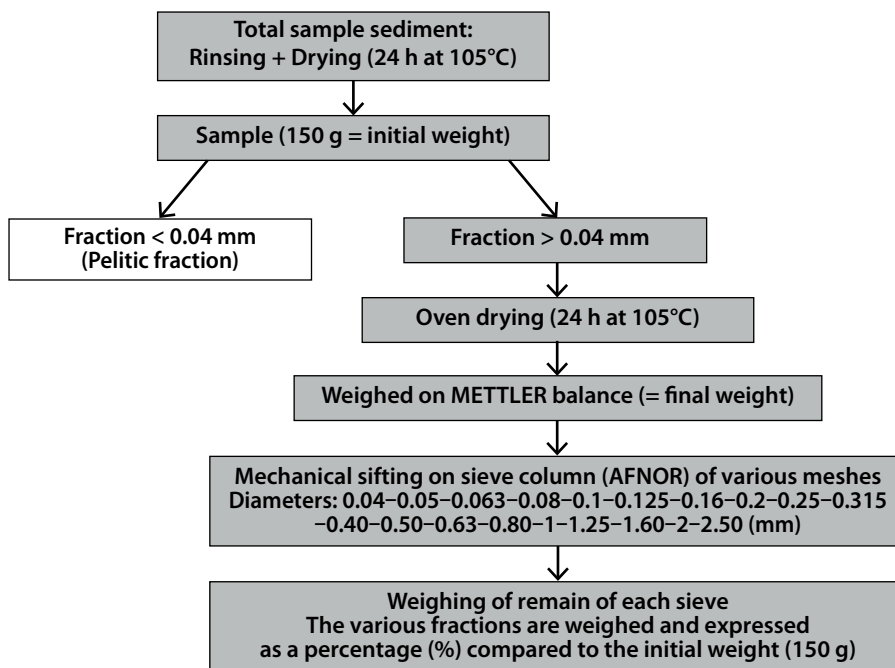 Total sample sediment:
Rinsing + Drying (24 h at 105°C)
Sample (150 g = initial weight)
Fraction < 0.04 mm
(Pelitic fraction)
Fraction > 0.04 mm
Oven drying (24 h at 105°C)
Weighed on METTLER balance (= final weight)
Mechanical sifting on sieve column (AFNOR) of various meshes
Diameters: 0.04–0.05–0.063–0.08–0.1–0.125–0.16–0.2–0.25–0.315
–0.40–0.50–0.63–0.80–1–1.25–1.60–2–2.50 (mm)
Weighing of remain of each sieve
The various fractions are weighed and expressed
as a percentage (%) compared to the initial weight (150 g)